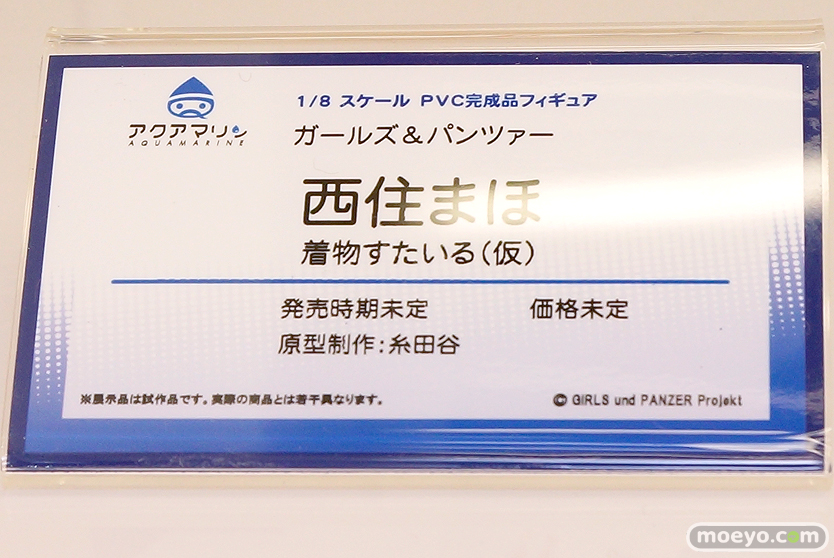 アクアマリン
AQUAMARINE
1/8 スケール PVC完成品フィギュア
ガールズ＆パンツァー
西住まほ
着物すたいる(仮)
発売時期未定 価格未定
原型制作:糸田谷
※展示品は試作品です。実際の商品とは若干異なります。
© GIRLS und PANZER Projekt
moeyo.com